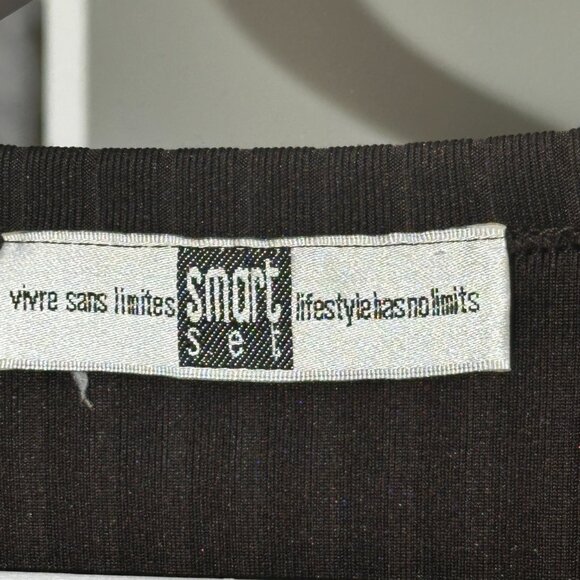 vivre sans limites
smart
set
lifestyle has no limits